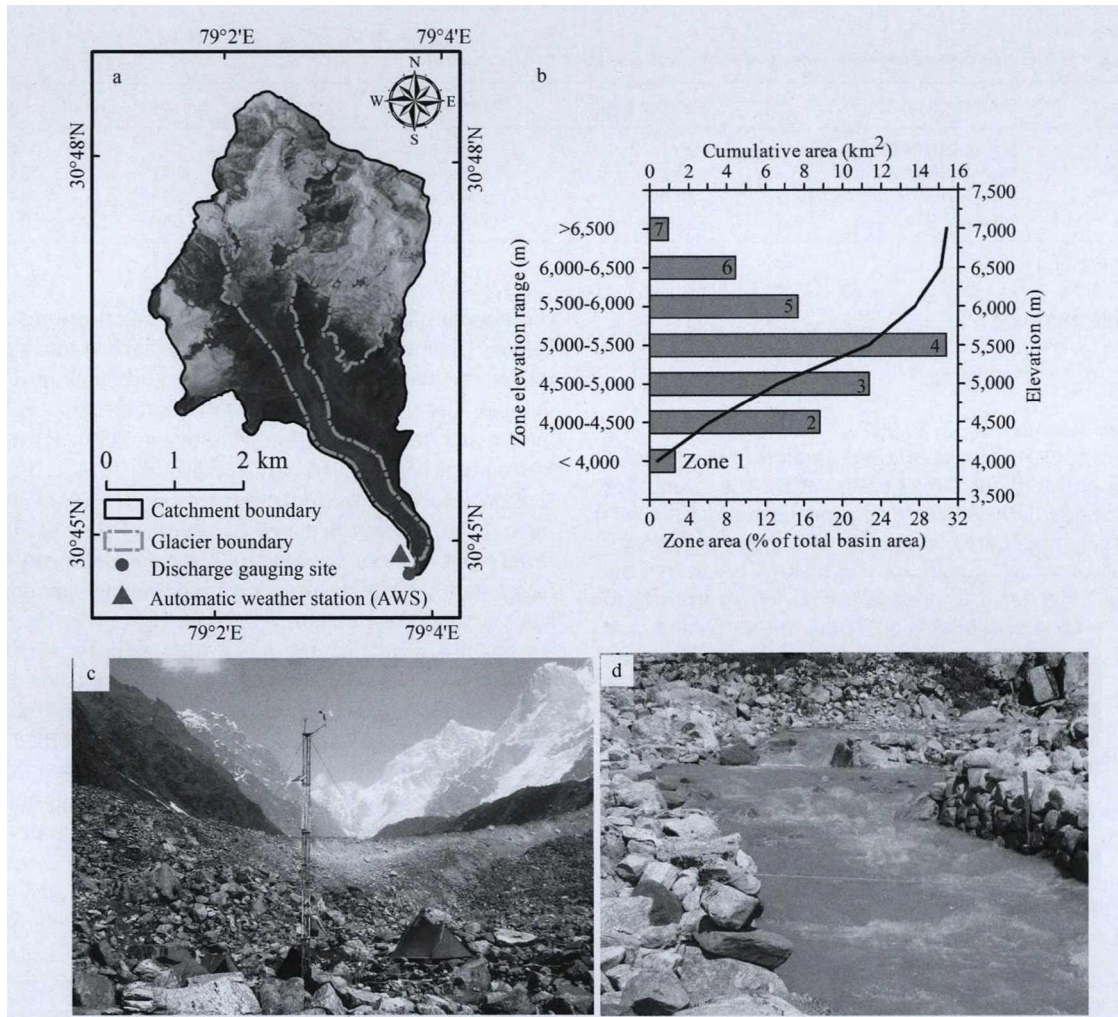 79°2'E 79°4'E
a
N
W E
S
30°48'N 30°48'N
0 1 2 km
Catchment boundary
Glacier boundary
Discharge gauging site
Automatic weather station (AWS)
30°45'N 30°45'N
79°2'E 79°4'E
b
Cumulative area (km2)
0 2 4 6 8 10 12 14 16
Zone elevation range (m)
>6,500
6,000-6,500
5,500-6,000
5,000-5,500
4,500-5,000
4,000-4,500
< 4,000
7
6
5
4
3
2
Zone 1
7,500
7,000
6,500
6,000
5,500
5,000
4,500
4,000
3,500
Elevation (m)
0 4 8 12 16 20 24 28 32
Zone area (% of total basin area)
c
d